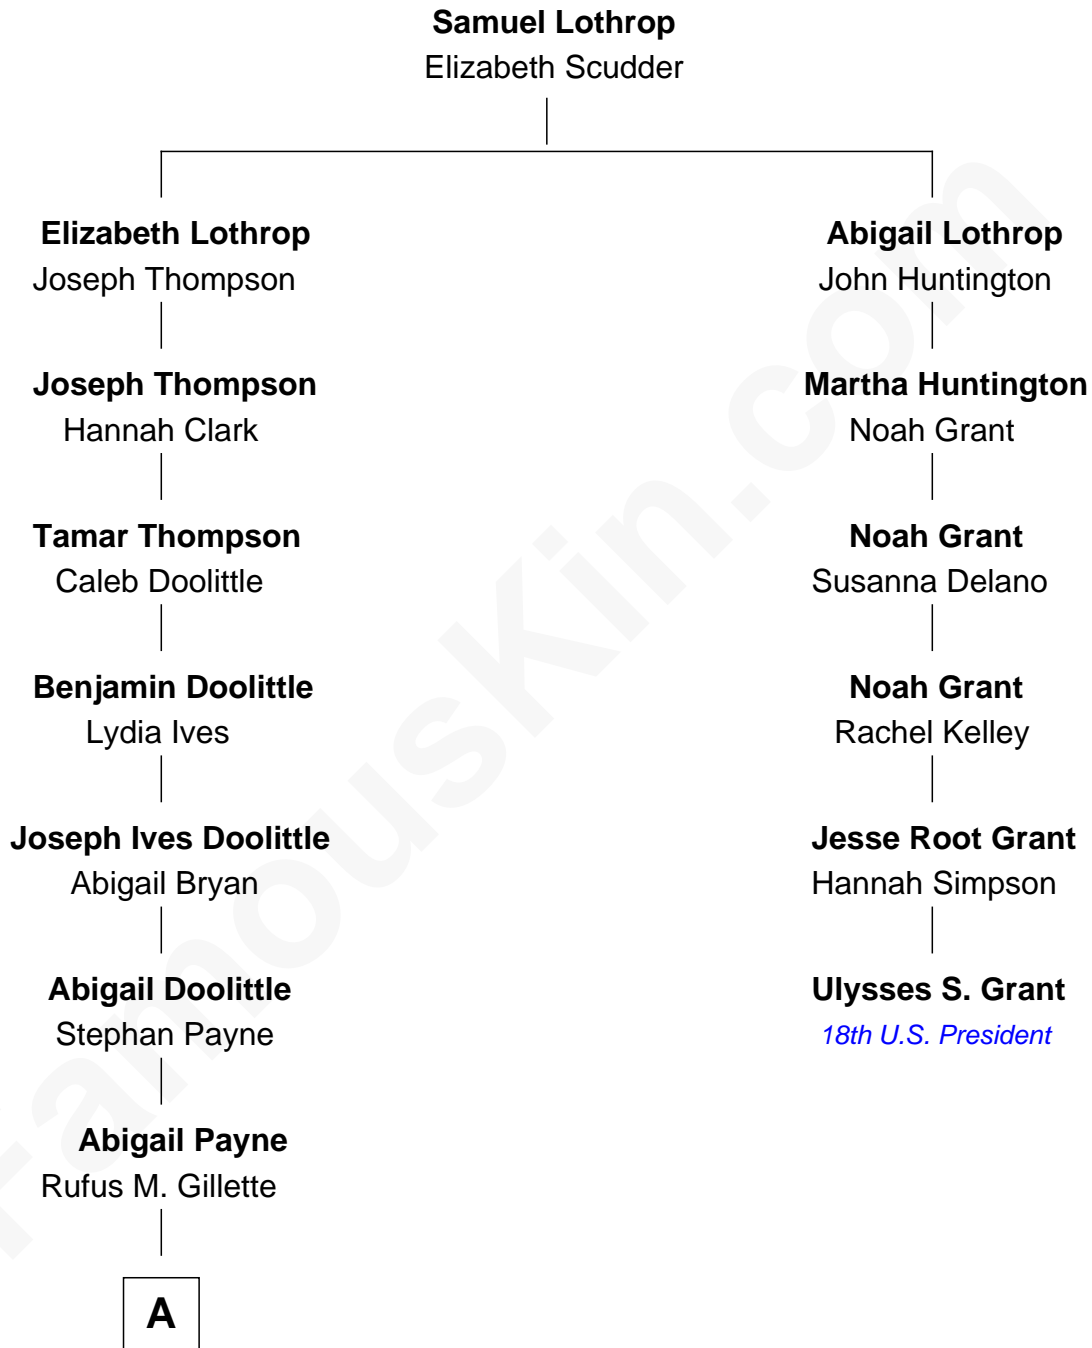 Samuel Lothrop
Elizabeth Scudder
Elizabeth Lothrop
Joseph Thompson
Abigail Lothrop
John Huntington
Joseph Thompson
Hannah Clark
Martha Huntington
Noah Grant
Tamar Thompson
Caleb Doolittle
Noah Grant
Susanna Delano
Benjamin Doolittle
Lydia Ives
Noah Grant
Rachel Kelley
Joseph Ives Doolittle
Abigail Bryan
Jesse Root Grant
Hannah Simpson
Abigail Doolittle
Stephan Payne
Ulysses S. Grant
18th U.S. President
Abigail Payne
Rufus M. Gillette
A
FamousKin.com